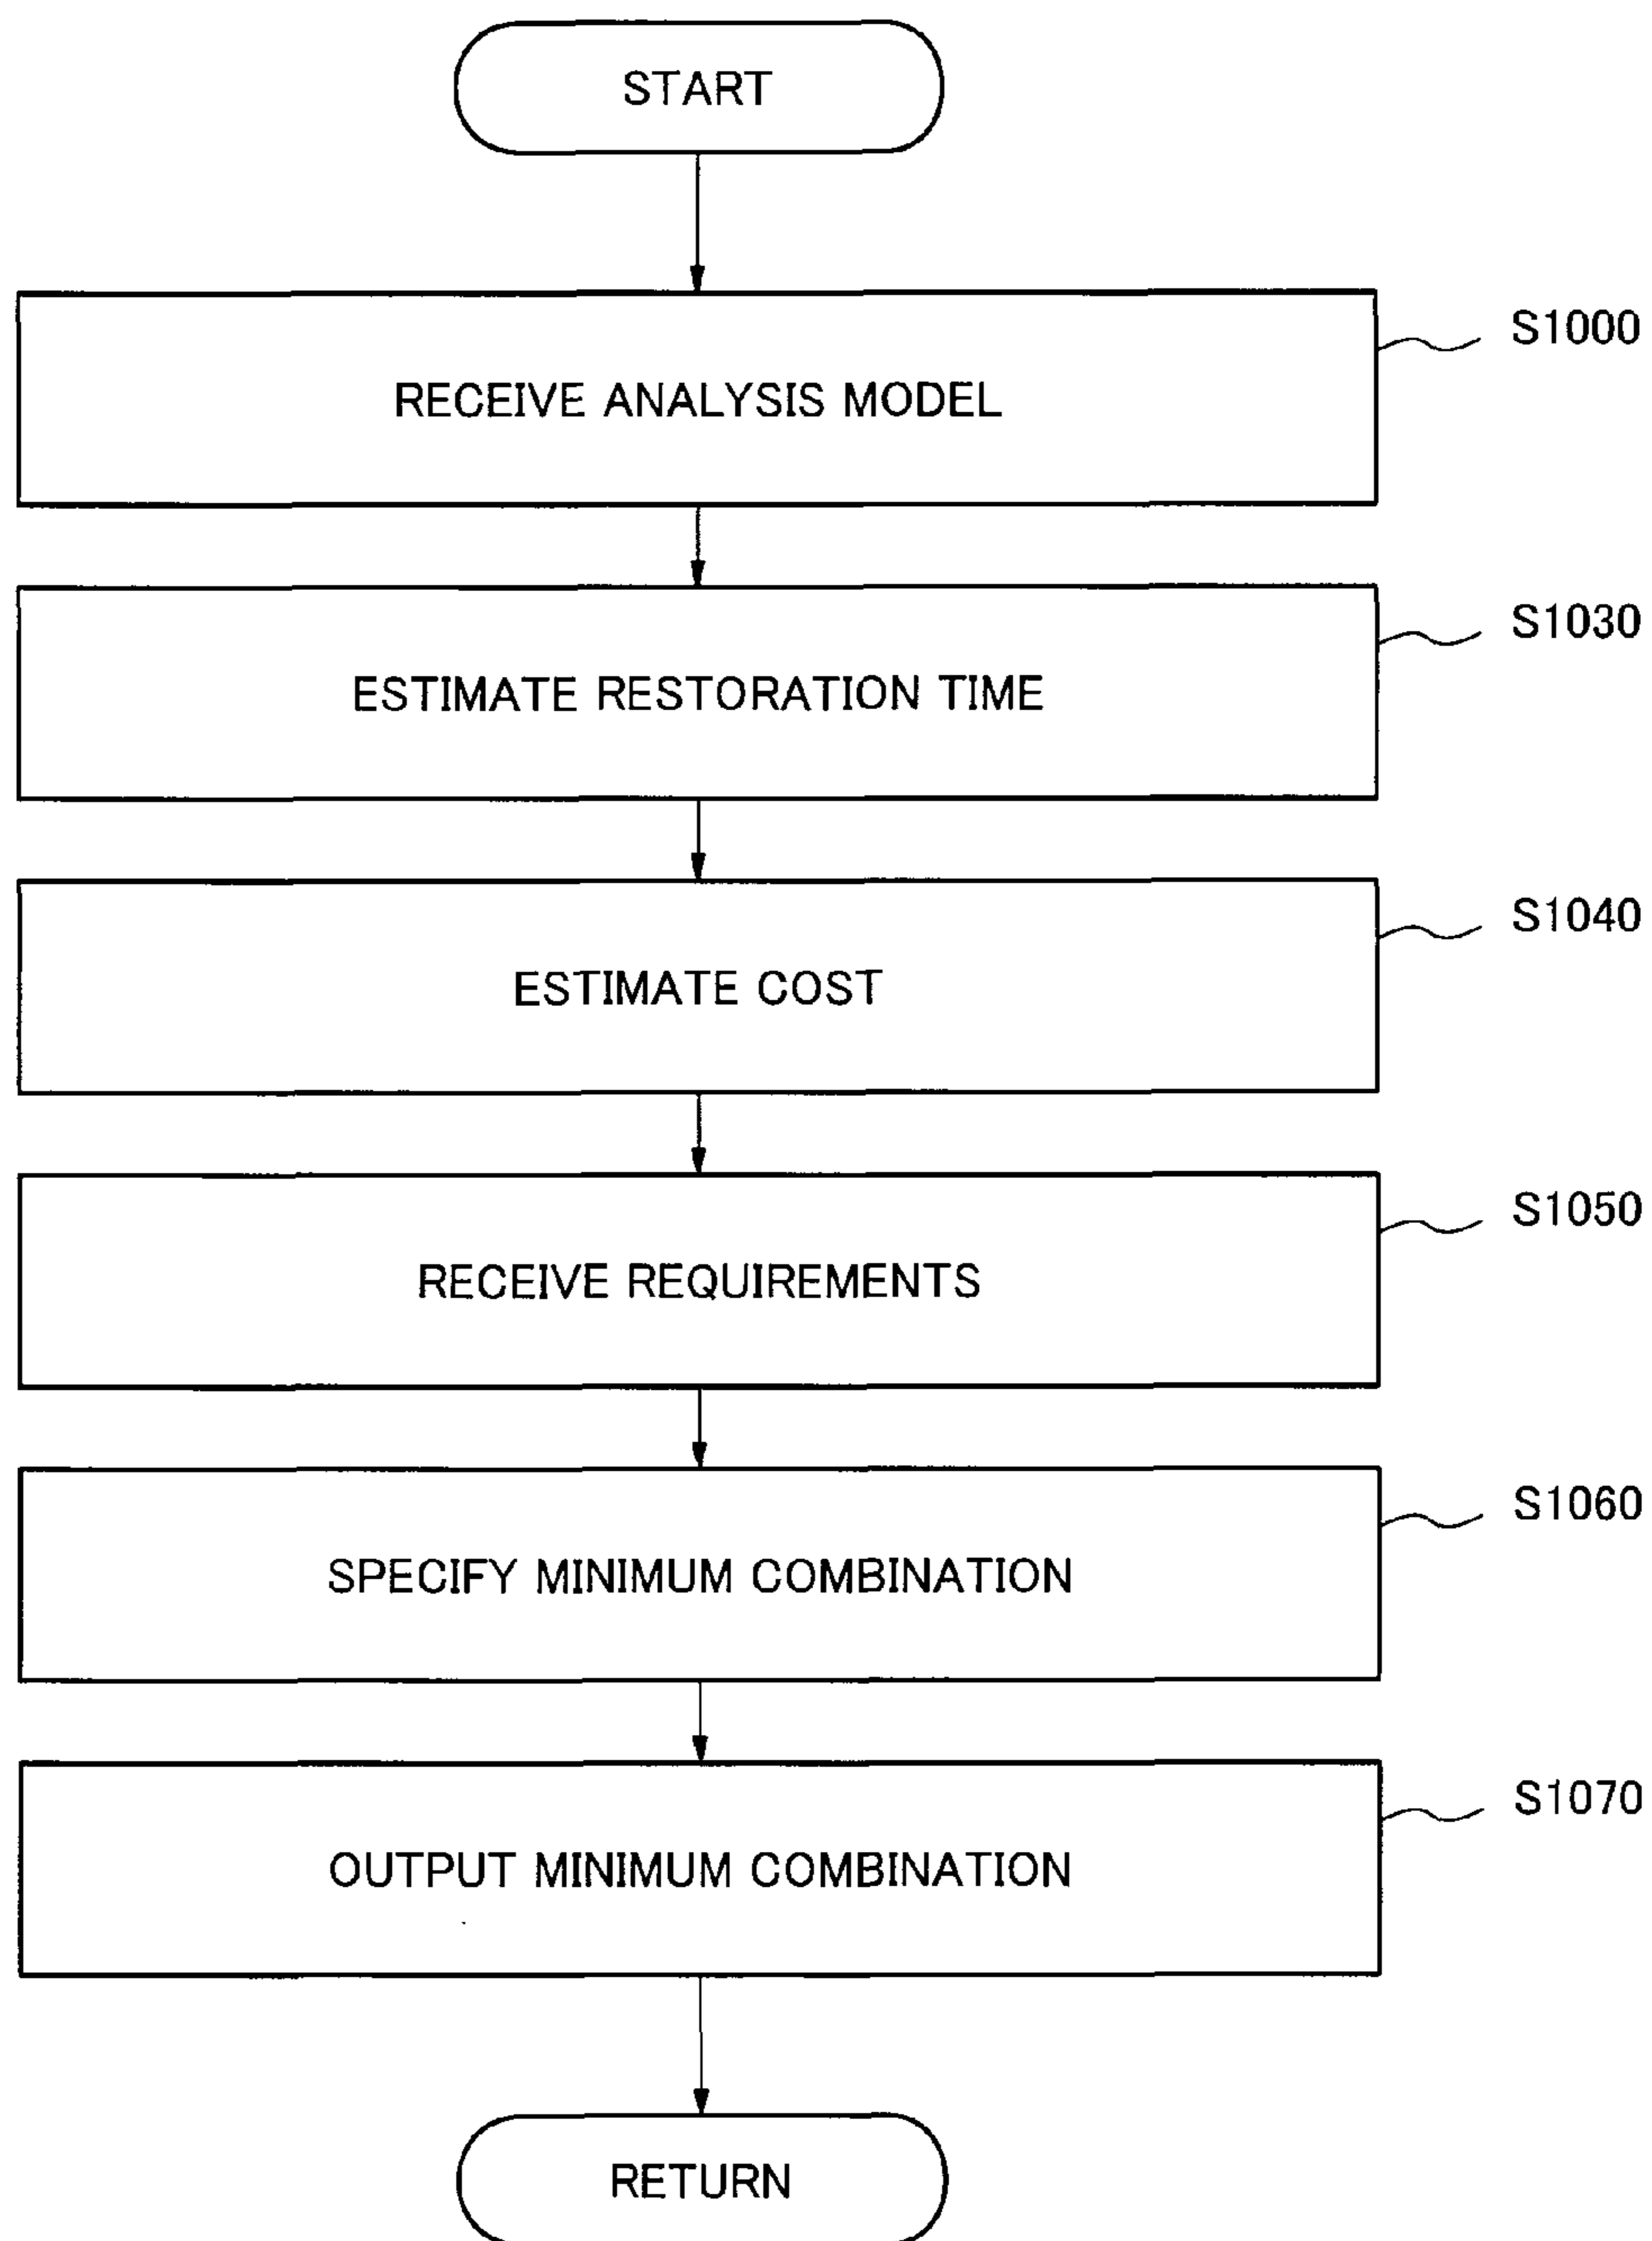 START
RECEIVE ANALYSIS MODEL
S1000
ESTIMATE RESTORATION TIME
S1030
ESTIMATE COST
S1040
RECEIVE REQUIREMENTS
S1050
SPECIFY MINIMUM COMBINATION
S1060
OUTPUT MINIMUM COMBINATION
S1070
RETURN